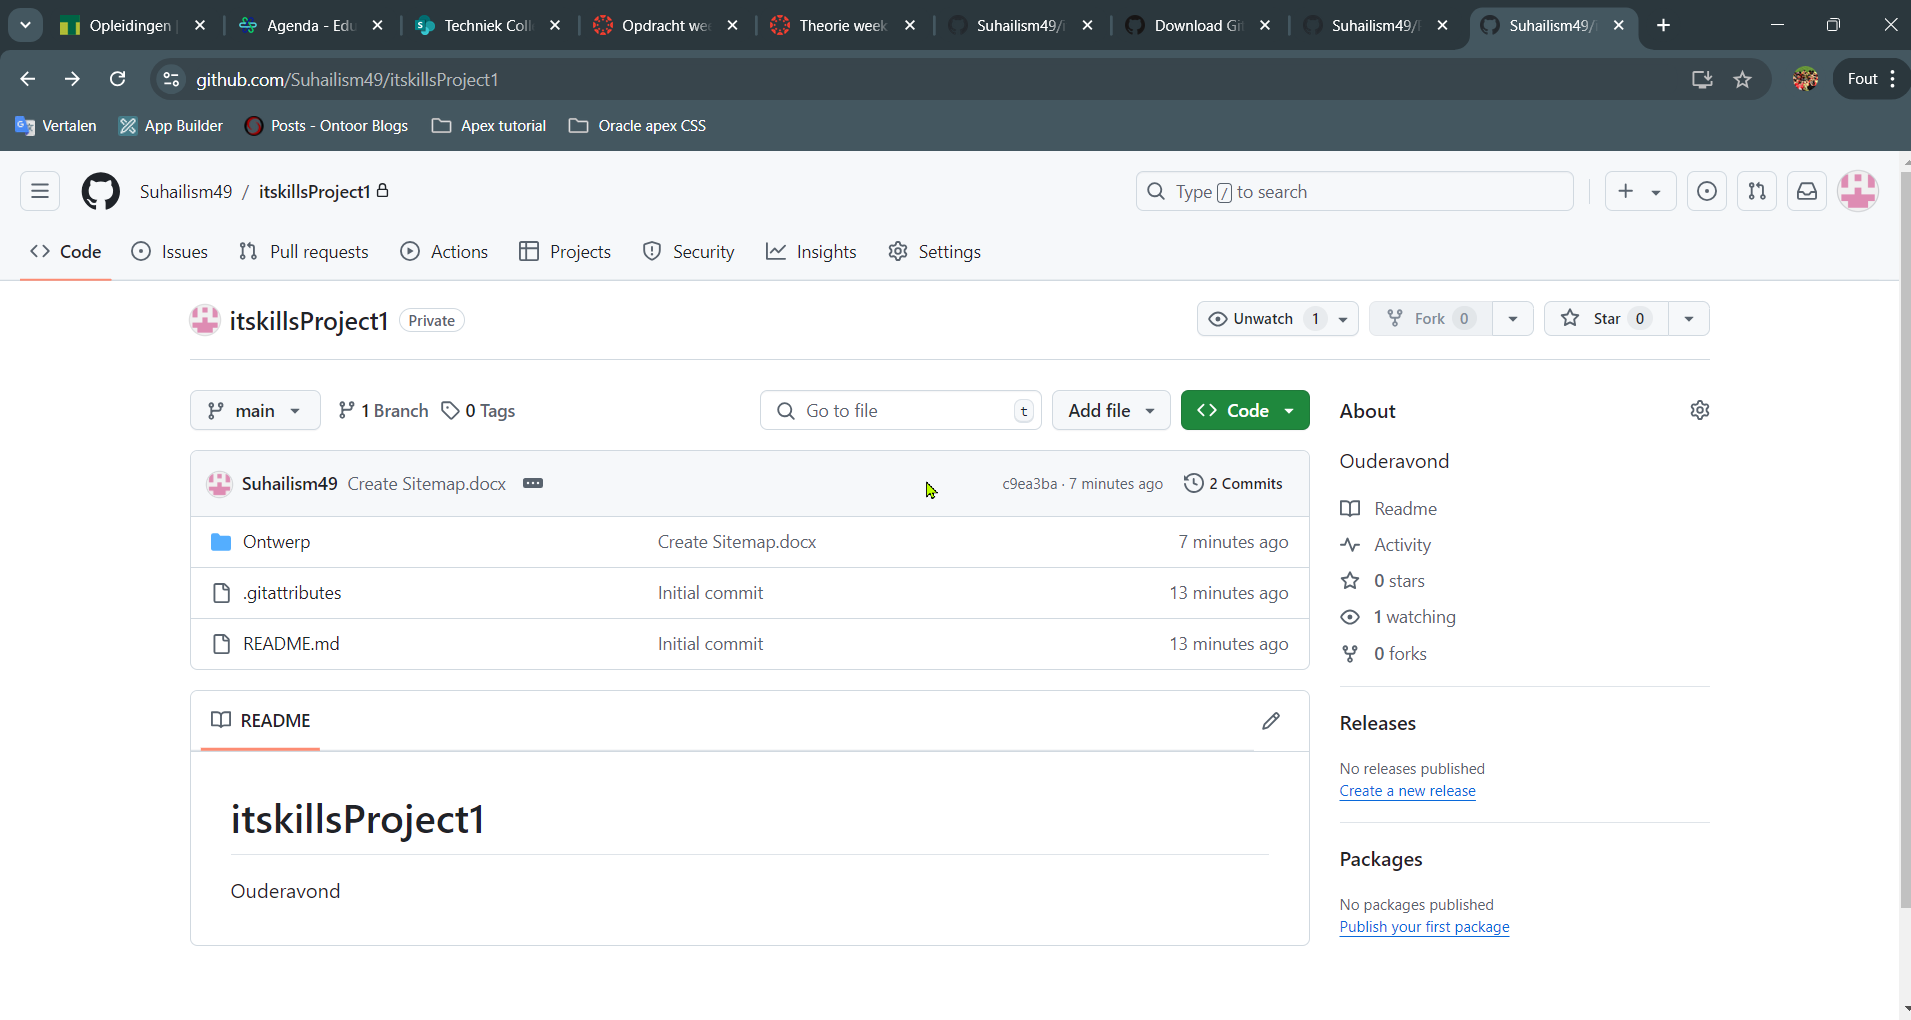 Opleidingen
Agenda - Edu
Techniek Coll
Opdracht we
Theorie week
Suhailism49/i
Download Git
Suhailism49/
Suhailism49/
github.com/Suhailism49/itskillsProject1
Fout
Vertalen
App Builder
Posts - Ontoor Blogs
Apex tutorial
Oracle apex CSS
Suhailism49 / itskillsProject1
Type / to search
Code
Issues
Pull requests
Actions
Projects
Security
Insights
Settings
itskillsProject1
Private
Unwatch 1
Fork 0
Star 0
main
1 Branch
0 Tags
Go to file
t
Add file
Code
About
Ouderavond
Suhailism49 Create Sitemap.docx
c9ea3ba · 7 minutes ago
2 Commits
Readme
Ontwerp
Create Sitemap.docx
7 minutes ago
Activity
.gitattributes
Initial commit
13 minutes ago
0 stars
1 watching
README.md
Initial commit
13 minutes ago
0 forks
README
Releases
No releases published
Create a new release
itskillsProject1
Packages
Ouderavond
No packages published
Publish your first package